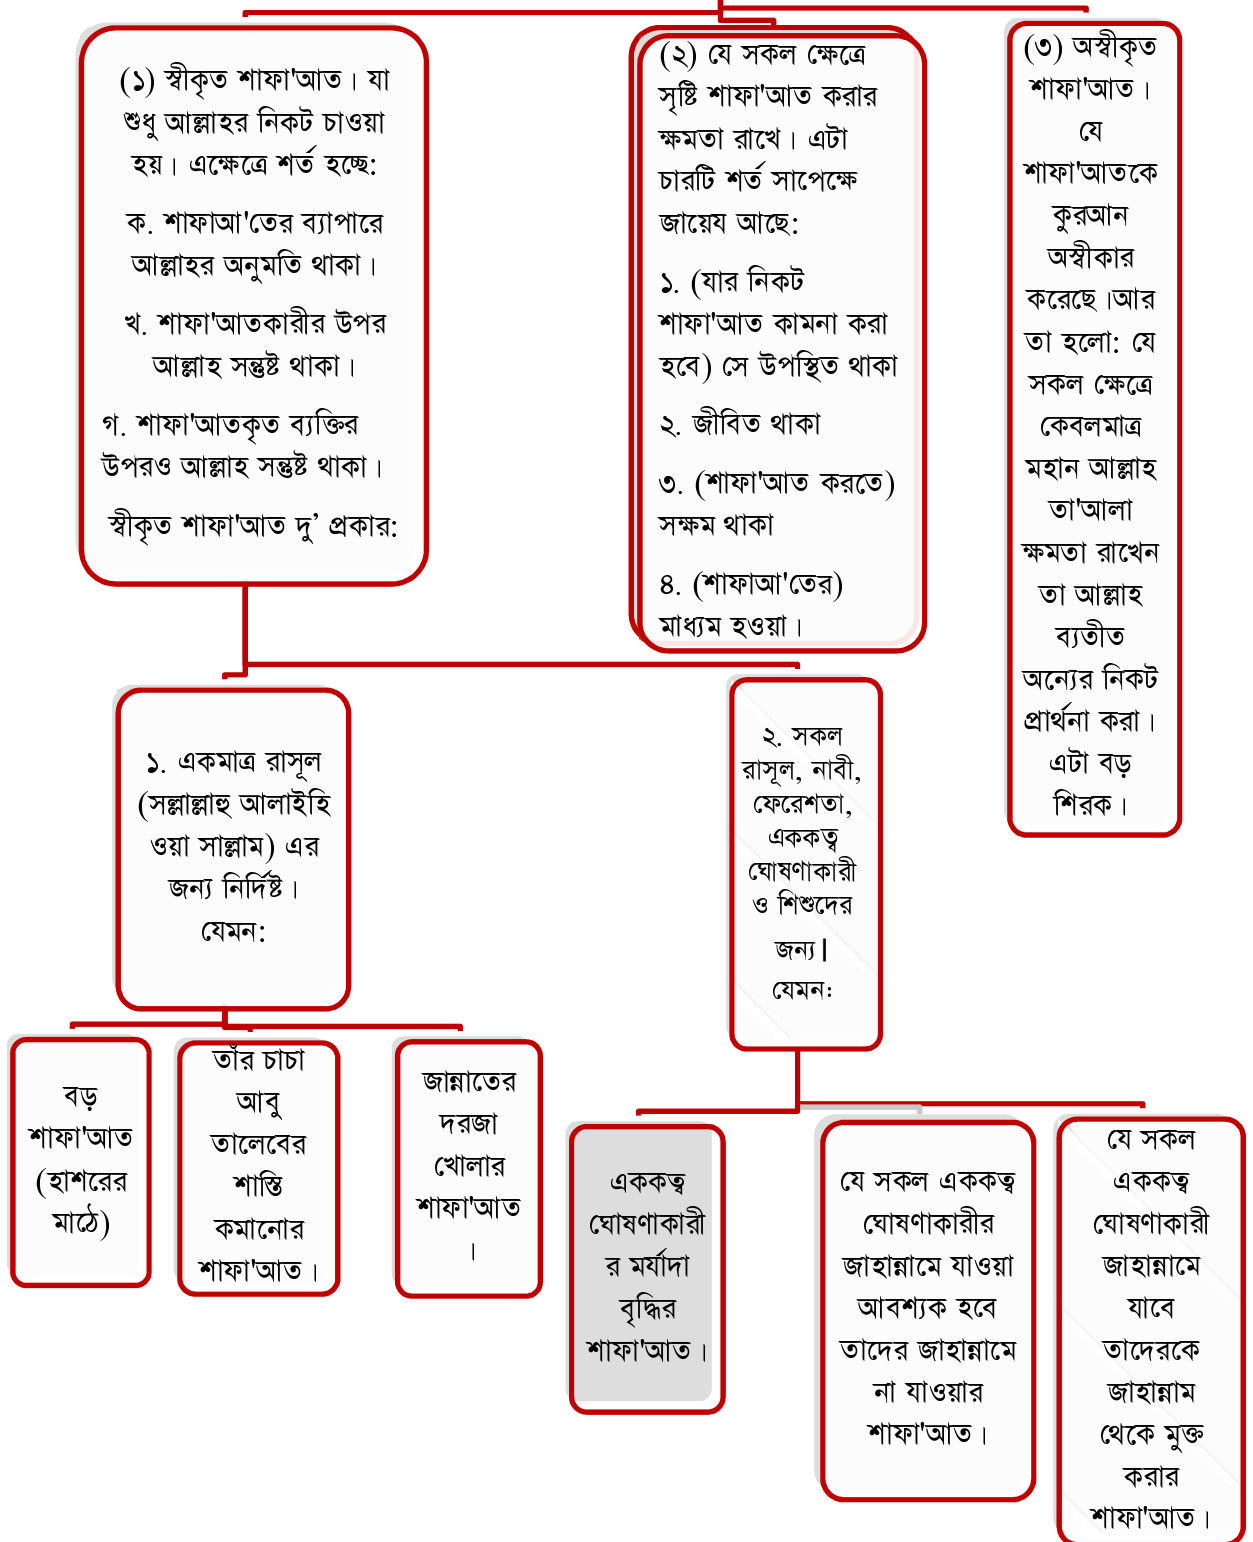 (১) স্বীকৃত শাফা'আত। যা
শুধু আল্লাহর নিকট চাওয়া
হয়। এক্ষেত্রে শর্ত হচ্ছে:
ক. শাফাআ'তের ব্যাপারে
আল্লাহর অনুমতি থাকা।
খ. শাফা'আতকারীর উপর
আল্লাহ সন্তুষ্ট থাকা।
গ. শাফা'আতকৃত ব্যক্তির
উপরও আল্লাহ সন্তুষ্ট থাকা।
স্বীকৃত শাফা'আত দু’ প্রকার:
(২) যে সকল ক্ষেত্রে
সৃষ্টি শাফা'আত করার
ক্ষমতা রাখে। এটা
চারটি শর্ত সাপেক্ষে
জায়েয আছে:
১. (যার নিকট
শাফা'আত কামনা করা
হবে) সে উপস্থিত থাকা
২. জীবিত থাকা
৩. (শাফা'আত করতে)
সক্ষম থাকা
৪. (শাফাআ'তের)
মাধ্যম হওয়া।
(৩) অস্বীকৃত
শাফা'আত।
যে
শাফা'আতকে
কুরআন
অস্বীকার
করেছে।আর
তা হলো: যে
সকল ক্ষেত্রে
কেবলমাত্র
মহান আল্লাহ
তা'আলা
ক্ষমতা রাখেন
তা আল্লাহ
ব্যতীত
অন্যের নিকট
প্রার্থনা করা।
এটা বড়
শিরক।
১. একমাত্র রাসূল
(সল্লাল্লাহু আলাইহি
ওয়া সাল্লাম) এর
জন্য নির্দিষ্ট।
যেমন:
২. সকল
রাসূল, নাবী,
ফেরেশতা,
এককত্ব
ঘোষণাকারী
ও শিশুদের
জন্য|
যেমন:
বড়
শাফা'আত
(হাশরের
মাঠে)
তাঁর চাচা
আবু
তালেবের
শাস্তি
কমানোর
শাফা'আত।
জান্নাতের
দরজা
খোলার
শাফা'আত
।
এককত্ব
ঘোষণাকারী
র মর্যাদা
বৃদ্ধির
শাফা'আত।
যে সকল এককত্ব
ঘোষণাকারীর
জাহান্নামে যাওয়া
আবশ্যক হবে
তাদের জাহান্নামে
না যাওয়ার
শাফা'আত।
যে সকল
এককত্ব
ঘোষণাকারী
জাহান্নামে
যাবে
তাদেরকে
জাহান্নাম
থেকে মুক্ত
করার
শাফা'আত।